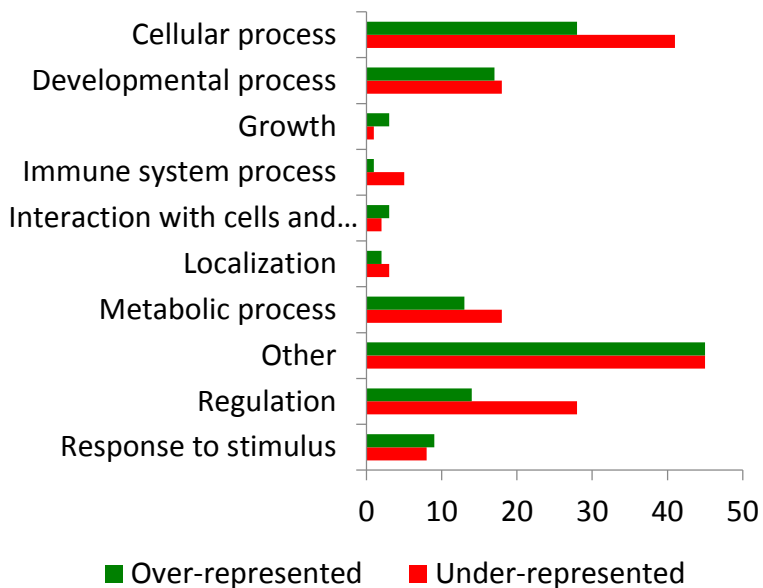 Cellular process
Developmental process
Growth
Immune system process
Interaction with cells and…
Localization
Metabolic process
Other
Regulation
Response to stimulus
0 10 20 30 40 50
Over-represented Under-represented